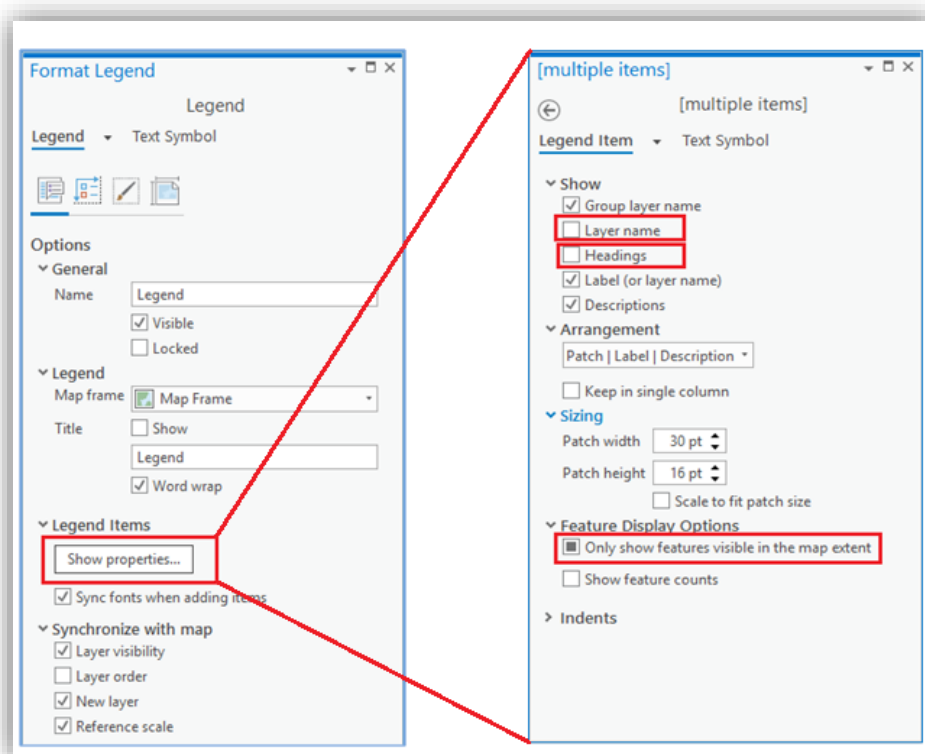 Format Legend
Legend
Legend Text Symbol
Options
General
Name Legend
Visible
Locked
Legend
Map frame Map Frame
Title Show
Legend
Word wrap
Legend Items
Show properties...
Sync fonts when adding items
Synchronize with map
Layer visibility
Layer order
New layer
Reference scale
[multiple items]
[multiple items]
Legend Item Text Symbol
Show
Group layer name
Layer name
Headings
Label (or layer name)
Descriptions
Arrangement
Patch | Label | Description
Keep in single column
Sizing
Patch width 30 pt
Patch height 16 pt
Scale to fit patch size
Feature Display Options
Only show features visible in the map extent
Show feature counts
Indents